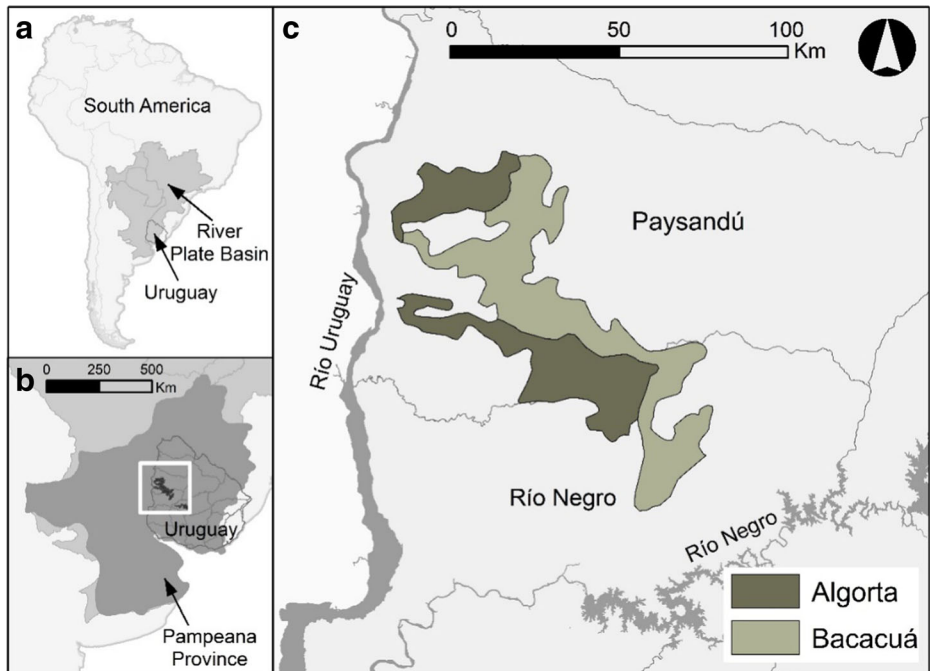 a
South America
River
Plate Basin
Uruguay
b
0 250 500
Km
Uruguay
Pampeana
Province
c
0 50 100
Km
Paysandú
Río Uruguay
Río Negro
Río Negro
Algorta
Bacacuá